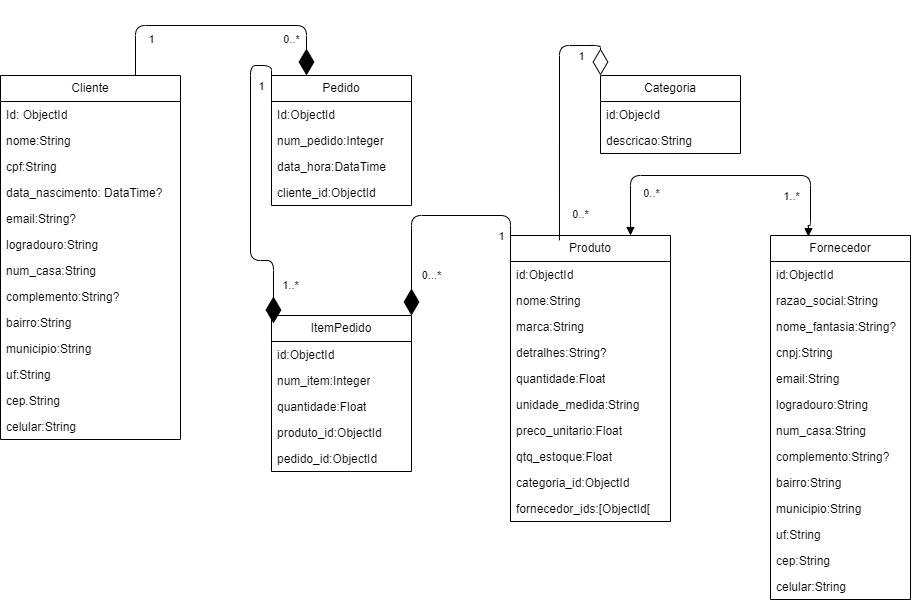 1
0..*
Cliente
Id: ObjectId
nome:String
cpf:String
data_nascimento: DataTime?
email:String?
logradouro:String
num_casa:String
complemento:String?
bairro:String
municipio:String
uf:String
cep.String
celular:String
1
Pedido
Id:ObjectId
num_pedido:Integer
data_hora:DataTime
cliente_id:ObjectId
1..*
0...*
1
ItemPedido
id:ObjectId
num_item:Integer
quantidade:Float
produto_id:ObjectId
pedido_id:ObjectId
1
0..*
Categoria
id:ObjecId
descricao:String
0..*
1..*
Produto
id:ObjectId
nome:String
marca:String
detalhes:String?
quantidade:Float
unidade_medida:String
preco_unitario:Float
qtq_estoque:Float
categoria_id:ObjectId
fornecedor_ids:[ObjectId[
Fornecedor
id:ObjectId
razao_social:String
nome_fantasia:String?
cnpj:String
email:String
logradouro:String
num_casa:String
complemento:String?
bairro:String
municipio:String
uf:String
cep:String
celular:String